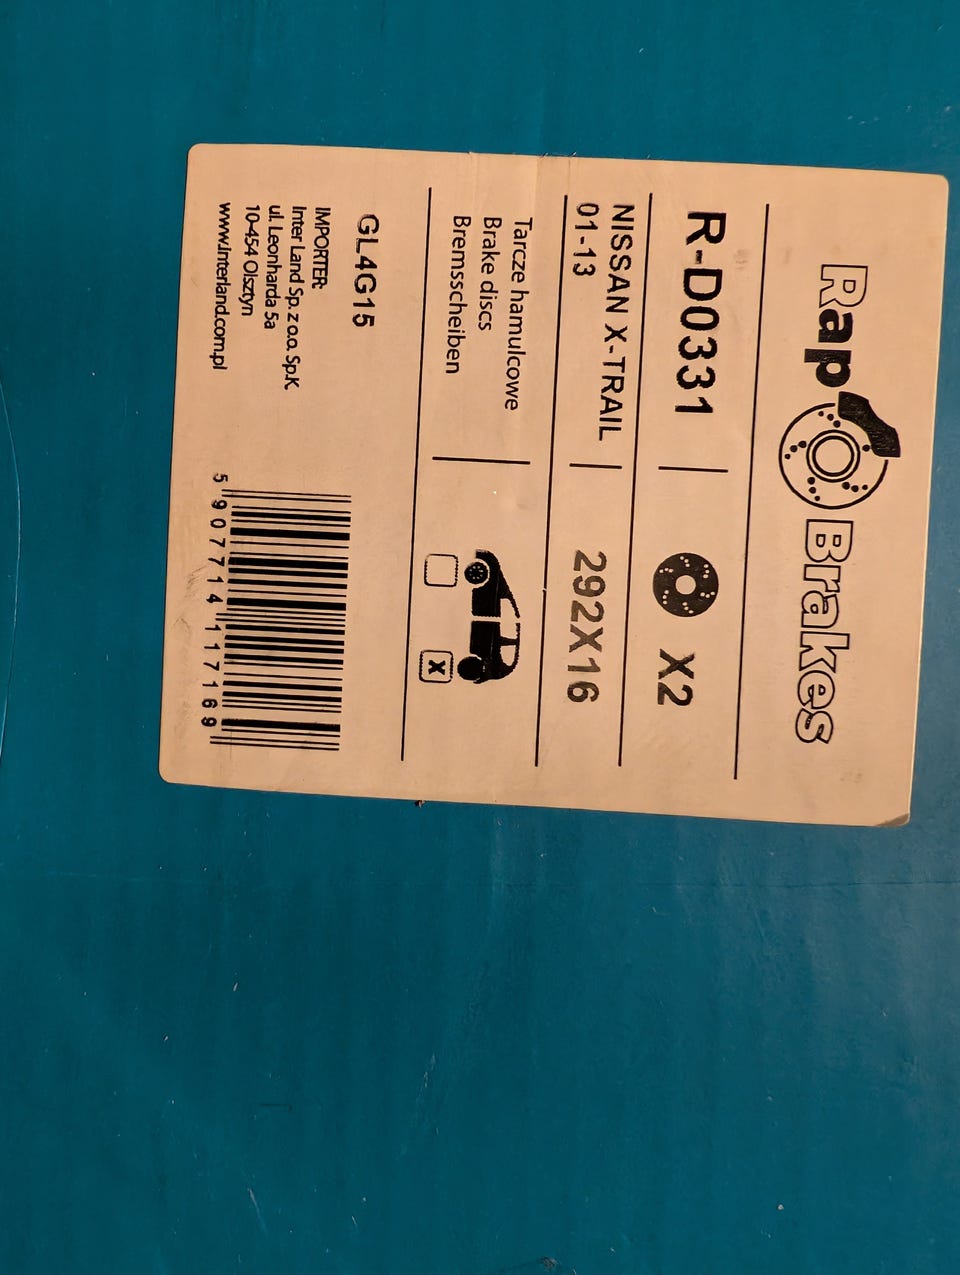 Rap Brakes
R-D0331
X2
NISSAN X-TRAIL
01-13
292X16
Tarcze hamulcowe
Brake discs
Bremsscheiben
X
GL4G15
IMPORTER:
Inter Land Sp. z o.o. Sp.K.
ul. Leonharda 5a
10-454 Olsztyn
www.Interland.com.pl
5 907714 117169